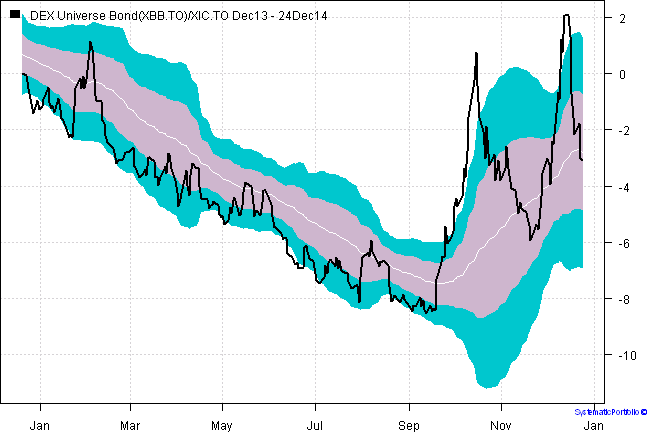 DEX Universe Bond(XBB.TO)/XIC.TO Dec13 - 24Dec14
2
0
-2
-4
-6
-8
-10
SystematicPortfolio ©
Jan Mar May Jul Sep Nov Jan